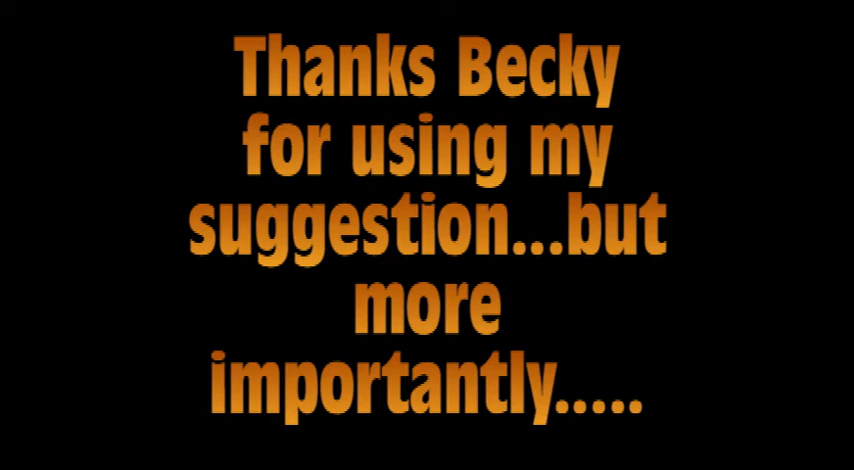 Thanks Becky
for using my
suggestion...but
more
importantly.....